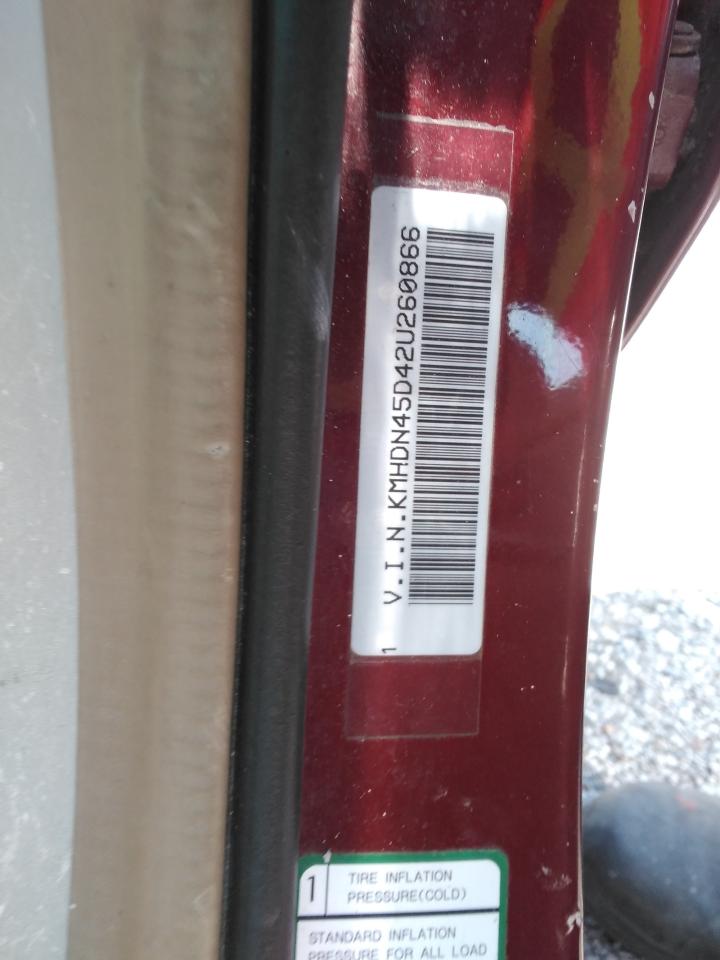 V.I.N.KMHDN45D42U260866
1
1
TIRE INFLATION
PRESSURE(COLD)
STANDARD INFLATION
PRESSURE FOR ALL LOAD